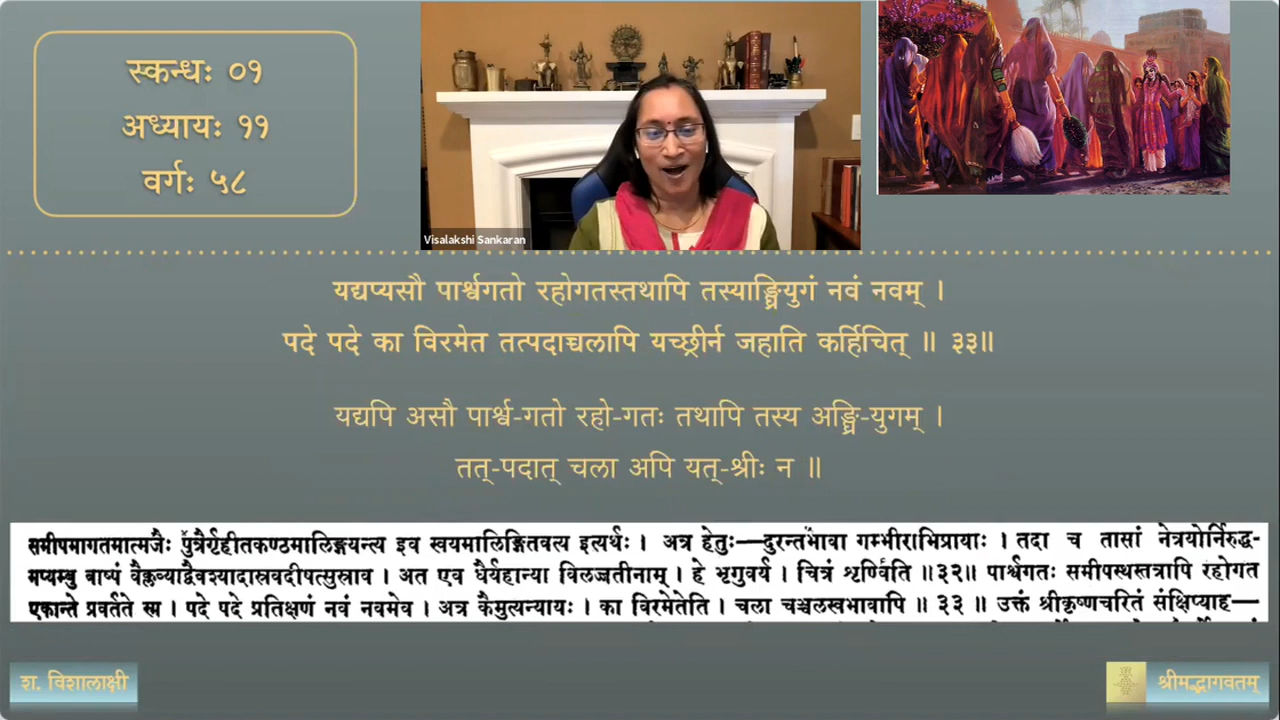 स्कन्धः ०१
अध्यायः ११
वर्गः ५८
Visalakshi Sankaran
यद्यप्यसौ पार्श्वगतो रहोगतस्तथापि तस्याङ्घ्रियुगं नवं नवम् ।
पदे पदे का विरमेत तत्पदाच्चलापि यच्छ्रीर्न जहाति कर्हिचित् ॥ ३३॥
यद्यपि असौ पार्श्व-गतो रहो-गतः तथापि तस्य अङ्घ्रि-युगम् ।
तत्-पदात् चला अपि यत्-श्रीः न ॥
समीपमागतमात्मजैः पुत्रैर्गृहीतकण्ठमालिङ्गयन्त्य इव स्वयमालिङ्गितवत्य इत्यर्थः । अत्र हेतुः—दुरन्तभावा गम्भीराभिप्रायाः । तदा च तासां नेत्रयोर्निरुद्ध-
मप्यम्बु बाष्पं वैक्लव्याद्वैवश्यादास्रवदीषत्सुस्राव । अत एव धैर्यहान्या विलज्जतीनाम् । हे भृगुवर्य । चित्रं शृण्विति ॥३२॥ पार्श्वगतः समीपस्थस्तत्रापि रहोगत
एकान्ते प्रवर्तते स्म । पदे पदे प्रतिक्षणं नवं नवमेव । अत्र कैमुत्यन्यायः । का विरमेतेति । चला चञ्चलस्वभावापि ॥ ३३ ॥ उक्तं श्रीकृष्णचरितं संक्षिप्याह—
श. विशालाक्षी
श्रीमद्भागवतम्